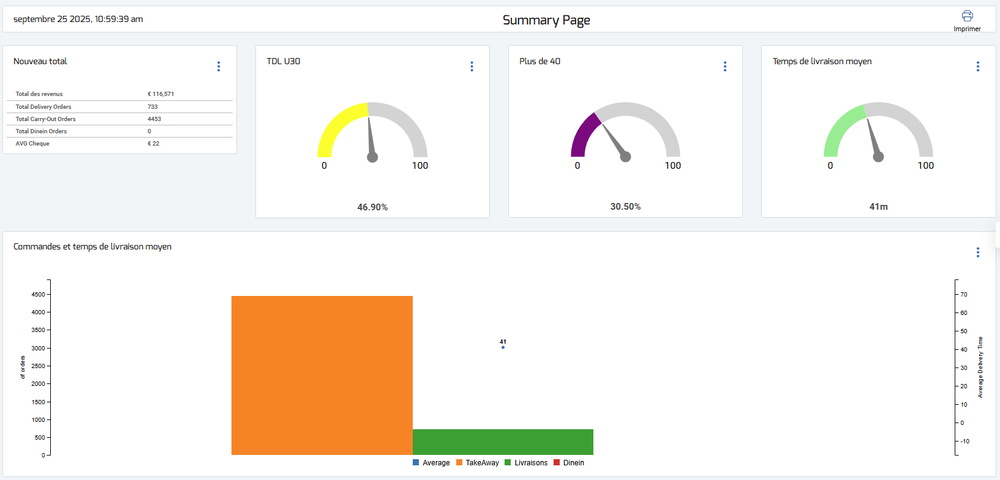 septembre 25 2025, 10:59:39 am
Summary Page
Imprimer
Nouveau total
Total des revenus € 116,571
Total Delivery Orders 733
Total Carry-Out Orders 4453
Total Dinein Orders 0
AVG Cheque € 22
TDL U30
0 100
46.90%
Plus de 40
0 100
30.50%
Temps de livraison moyen
0 100
41m
Commandes et temps de livraison moyen
of orders
4500
4000
3500
3000
2500
2000
1500
1000
500
0
41
70
60
50
40
30
20
10
0
-10
Average Delivery Time
Average TakeAway Livraisons Dinein